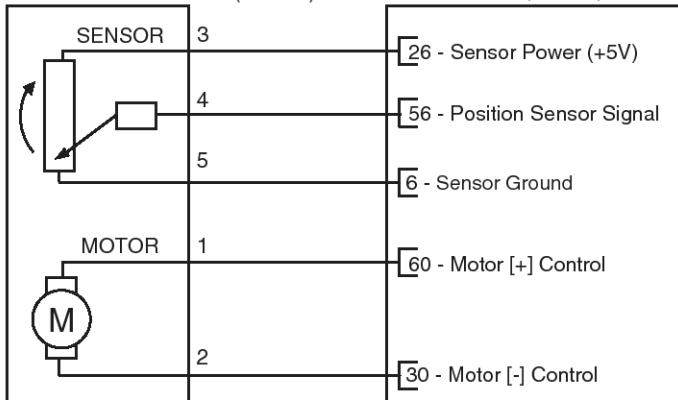 SENSOR 3
26 - Sensor Power (+5V)
4
56 - Position Sensor Signal
5
6 - Sensor Ground
MOTOR 1
60 - Motor [+] Control
M
2
30 - Motor [-] Control